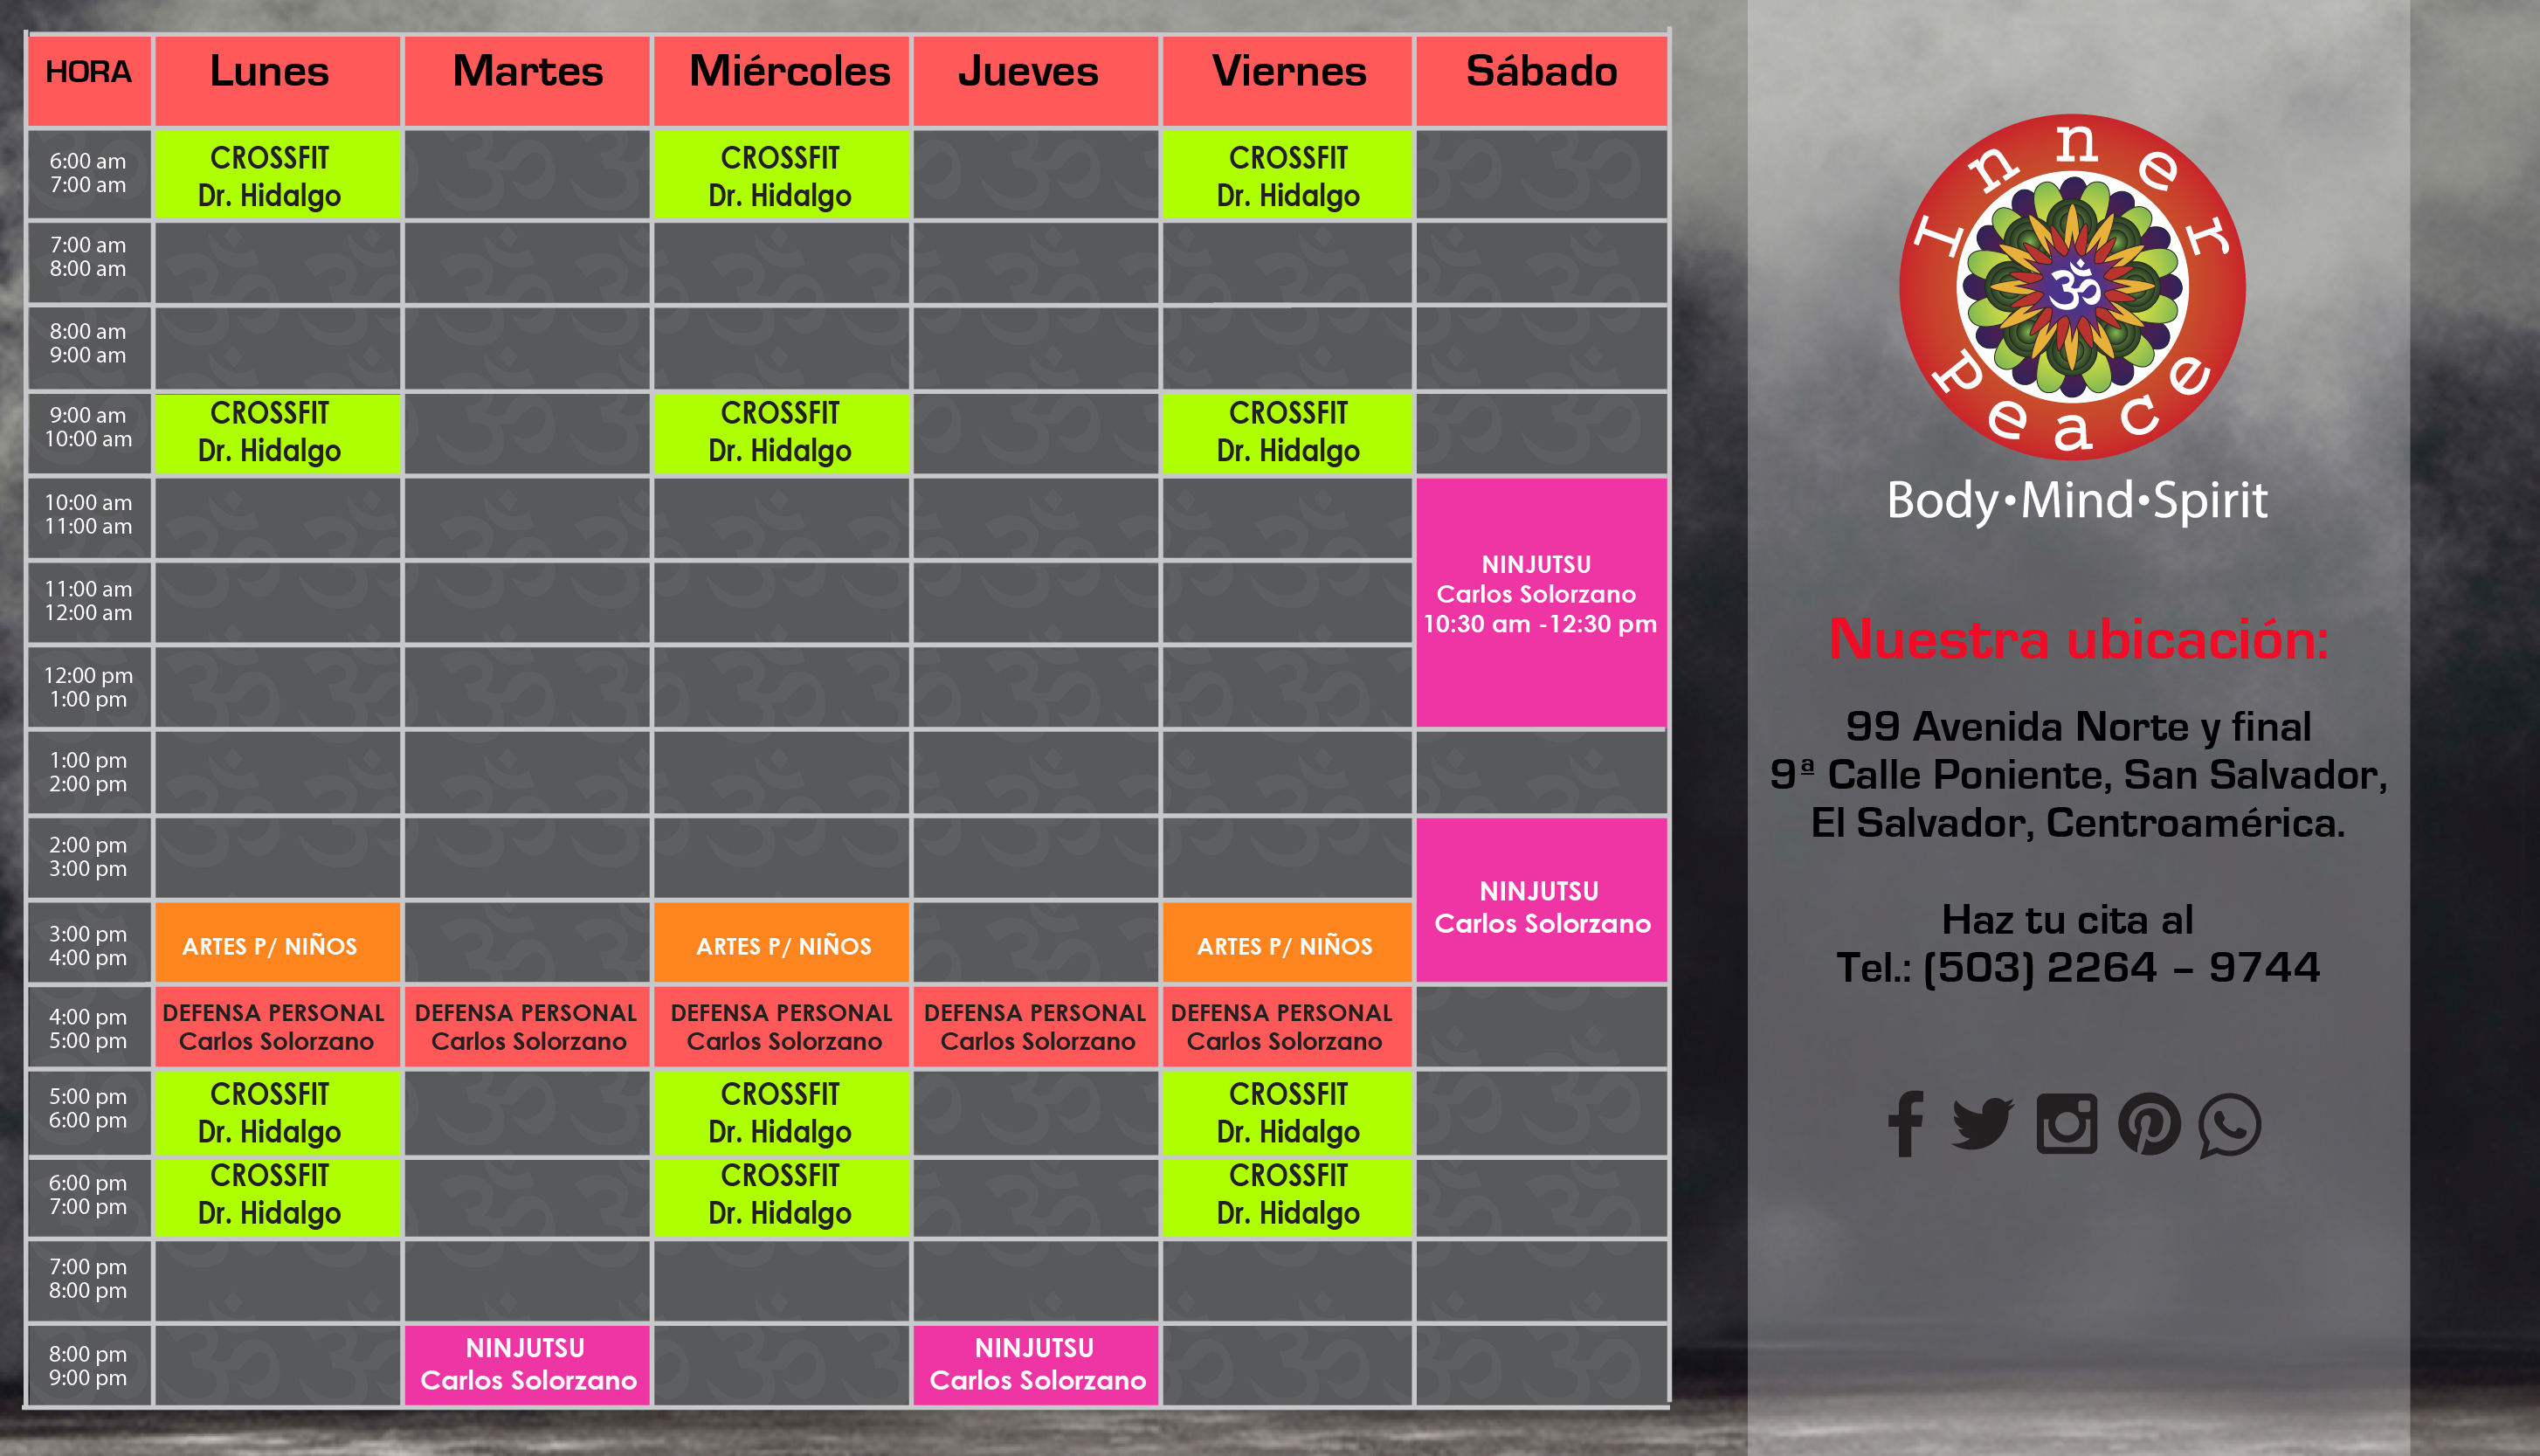 HORA Lunes Martes Miércoles Jueves Viernes Sábado
6:00 am
7:00 am
CROSSFIT
Dr. Hidalgo
CROSSFIT
Dr. Hidalgo
CROSSFIT
Dr. Hidalgo
7:00 am
8:00 am
8:00 am
9:00 am
9:00 am
10:00 am
CROSSFIT
Dr. Hidalgo
CROSSFIT
Dr. Hidalgo
CROSSFIT
Dr. Hidalgo
10:00 am
11:00 am
11:00 am
12:00 am
NINJUTSU
Carlos Solorzano
10:30 am -12:30 pm
12:00 pm
1:00 pm
1:00 pm
2:00 pm
2:00 pm
3:00 pm
NINJUTSU
Carlos Solorzano
3:00 pm
4:00 pm
ARTES P/ NIÑOS
ARTES P/ NIÑOS
ARTES P/ NIÑOS
4:00 pm
5:00 pm
DEFENSA PERSONAL
Carlos Solorzano
DEFENSA PERSONAL
Carlos Solorzano
DEFENSA PERSONAL
Carlos Solorzano
DEFENSA PERSONAL
Carlos Solorzano
DEFENSA PERSONAL
Carlos Solorzano
5:00 pm
6:00 pm
CROSSFIT
Dr. Hidalgo
CROSSFIT
Dr. Hidalgo
CROSSFIT
Dr. Hidalgo
6:00 pm
7:00 pm
CROSSFIT
Dr. Hidalgo
CROSSFIT
Dr. Hidalgo
CROSSFIT
Dr. Hidalgo
7:00 pm
8:00 pm
8:00 pm
9:00 pm
NINJUTSU
Carlos Solorzano
NINJUTSU
Carlos Solorzano
Inner
Peace
ॐ
Body•Mind•Spirit
Nuestra ubicación:
99 Avenida Norte y final
9ª Calle Poniente, San Salvador,
El Salvador, Centroamérica.
Haz tu cita al
Tel.: (503) 2264 – 9744